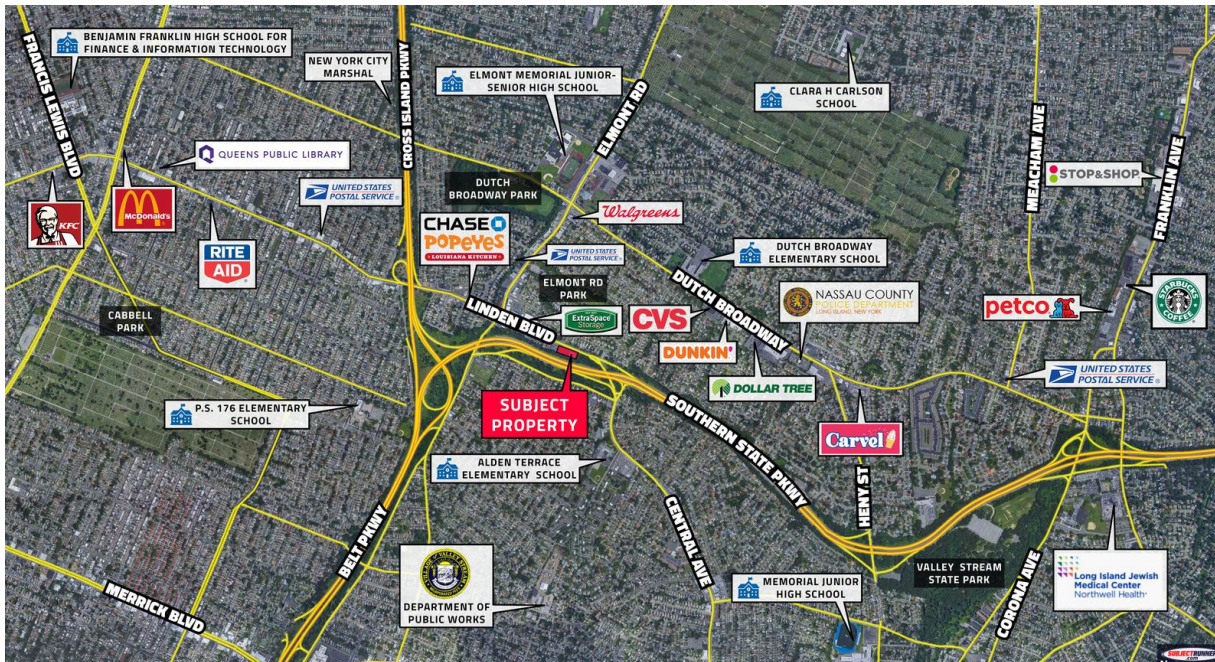 BENJAMIN FRANKLIN HIGH SCHOOL FOR
FINANCE & INFORMATION TECHNOLOGY
FRANCIS LEWIS BLVD
NEW YORK CITY
MARSHAL
CROSS ISLAND PKWY
ELMONT MEMORIAL JUNIOR-
SENIOR HIGH SCHOOL
ELMONT RD
CLARA H CARLSON
SCHOOL
MEACHAM AVE
FRANKLIN AVE
STOP&SHOP
QUEENS PUBLIC LIBRARY
UNITED STATES
POSTAL SERVICE
KFC
McDonald's
RITE
AID
DUTCH
BROADWAY PARK
Walgreens
CHASE
POPEYES
LOUISIANA KITCHEN
UNITED STATES
POSTAL SERVICE
DUTCH BROADWAY
ELEMENTARY SCHOOL
ELMONT RD
PARK
DUTCH BROADWAY
NASSAU COUNTY
POLICE DEPARTMENT
LONG ISLAND, NEW YORK
petco
STARBUCKS
COFFEE
CABBELL
PARK
LINDEN BLVD
ExtraSpace
Storage
CVS
DUNKIN'
DOLLAR TREE
UNITED STATES
POSTAL SERVICE
P.S. 176 ELEMENTARY
SCHOOL
SUBJECT
PROPERTY
SOUTHERN STATE PKWY
Carvel
ALDEN TERRACE
ELEMENTARY SCHOOL
HENY ST
CENTRAL AVE
BELT PKWY
MERRICK BLVD
DEPARTMENT OF
PUBLIC WORKS
MEMORIAL JUNIOR
HIGH SCHOOL
VALLEY STREAM
STATE PARK
CORONA AVE
Long Island Jewish
Medical Center
Northwell Health
SUBJECTRUNNER
.com